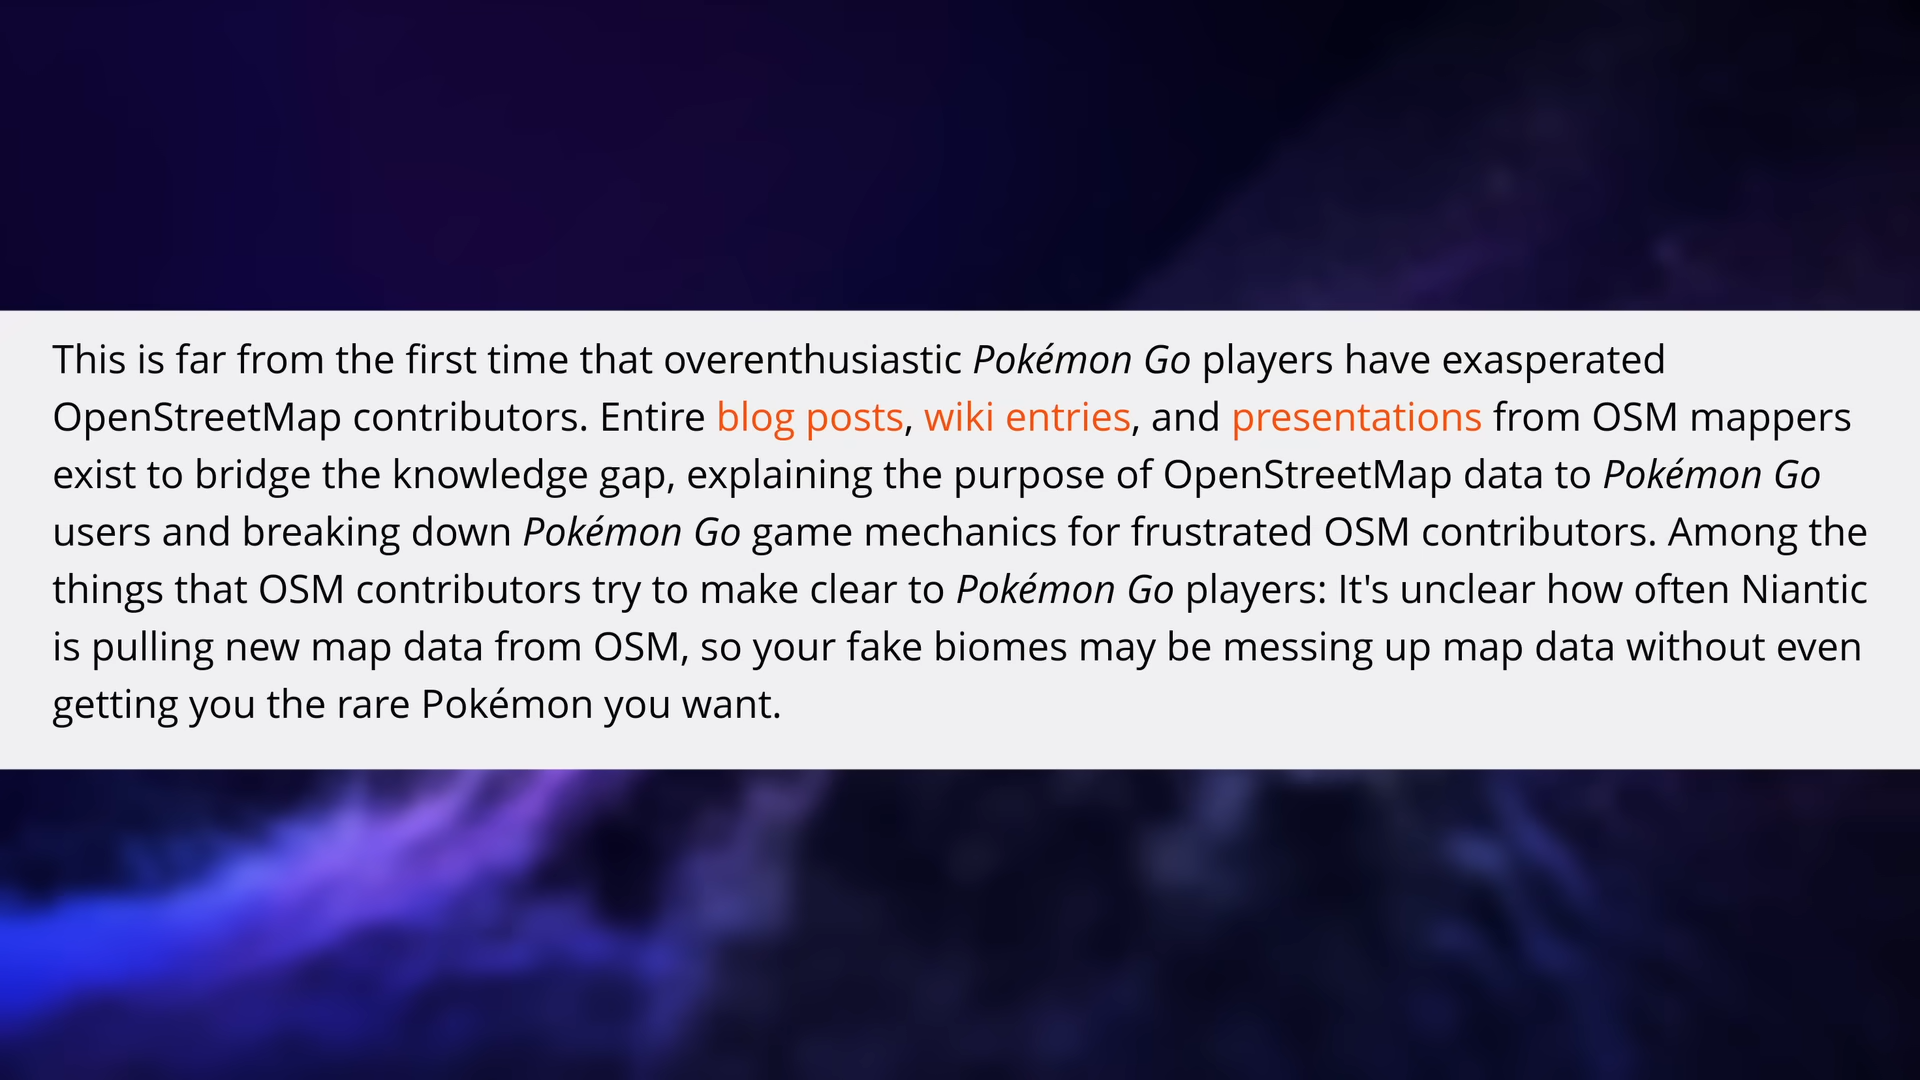 This is far from the first time that overenthusiastic Pokémon Go players have exasperated
OpenStreetMap contributors. Entire blog posts, wiki entries, and presentations from OSM mappers
exist to bridge the knowledge gap, explaining the purpose of OpenStreetMap data to Pokémon Go
users and breaking down Pokémon Go game mechanics for frustrated OSM contributors. Among the
things that OSM contributors try to make clear to Pokémon Go players: It's unclear how often Niantic
is pulling new map data from OSM, so your fake biomes may be messing up map data without even
getting you the rare Pokémon you want.